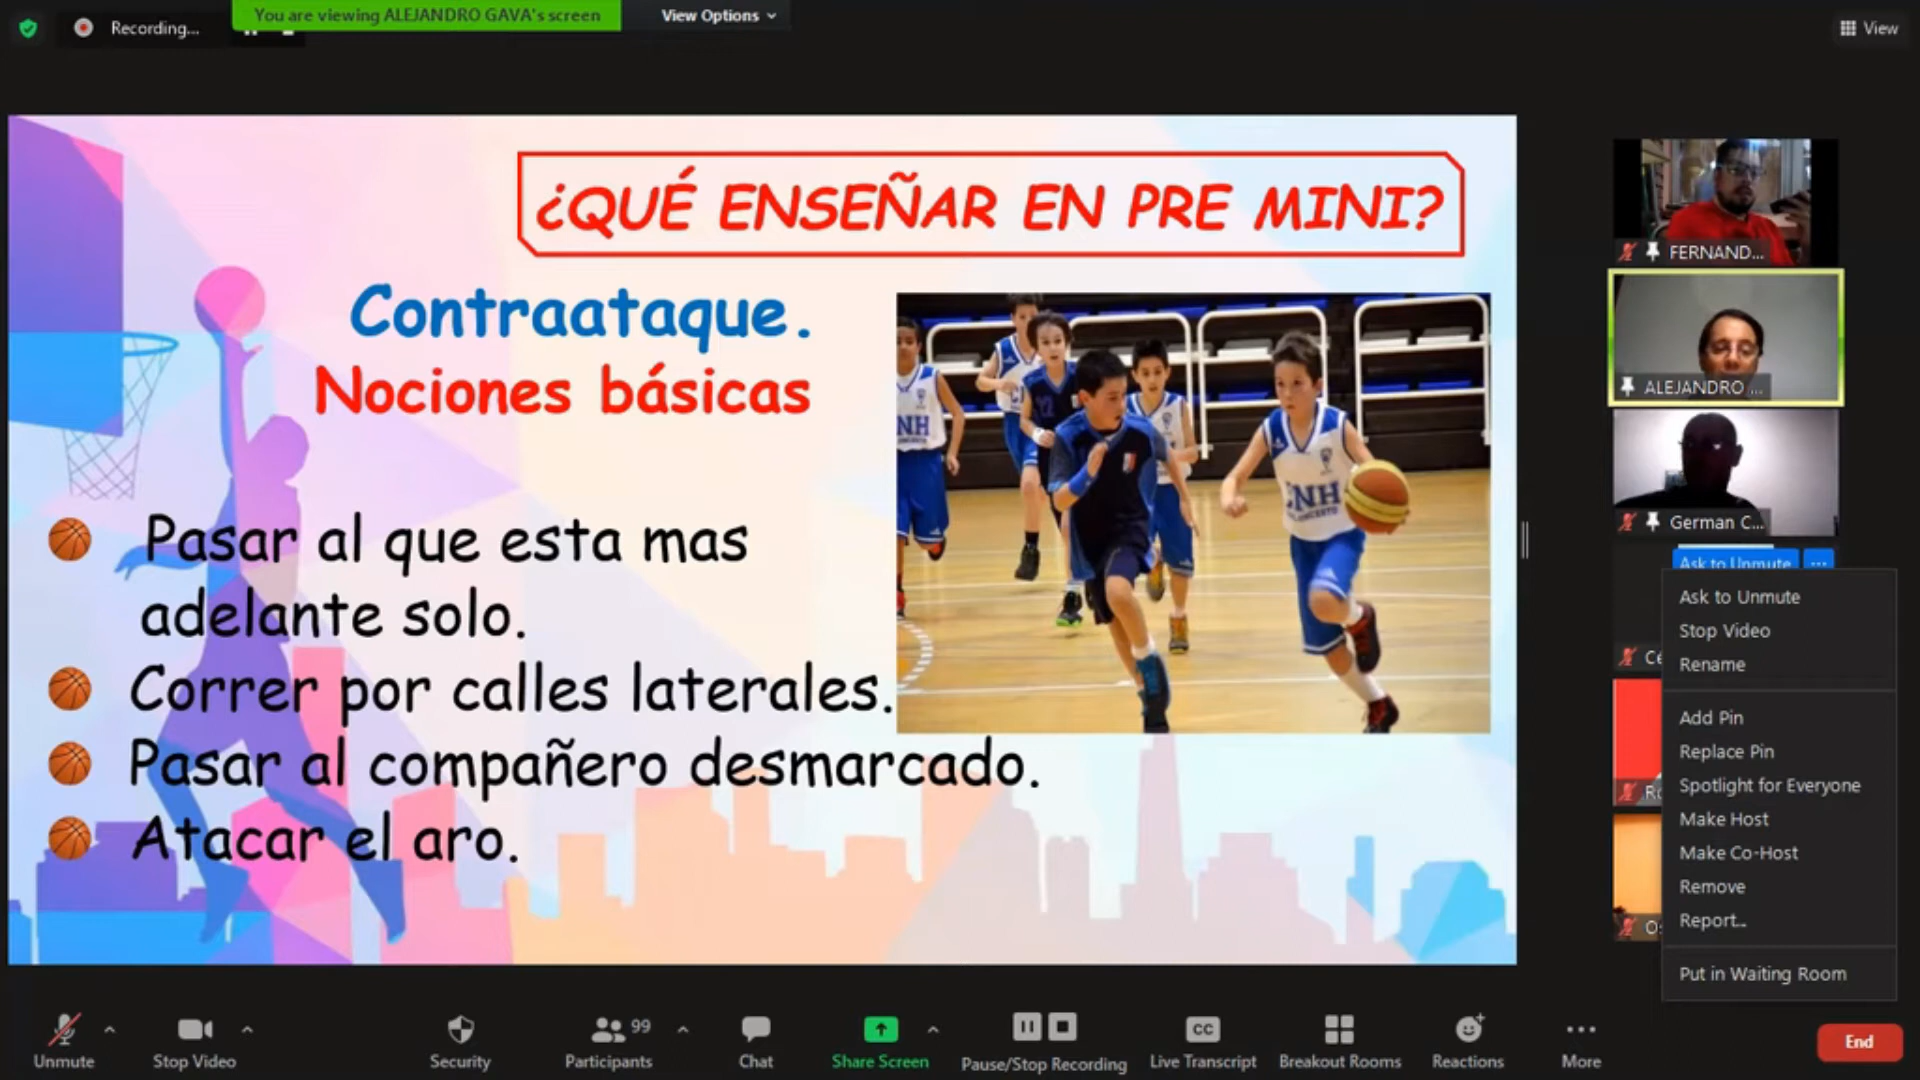 Recording...
You are viewing ALEJANDRO GAVA's screen
View Options
View
¿QUÉ ENSEÑAR EN PRE MINI?
Contraataque.
Nociones básicas
Pasar al que esta mas
adelante solo.
Correr por calles laterales.
Pasar al compañero desmarcado.
Atacar el aro.
NH
CNH
FERNAND...
ALEJANDRO ...
German C...
Ask to Unmute ...
Ask to Unmute
Stop Video
Rename
Add Pin
Replace Pin
Spotlight for Everyone
Make Host
Make Co-Host
Remove
Report...
Put in Waiting Room
Unmute
Stop Video
Security
99
Participants
Chat
Share Screen
Pause/Stop Recording
CC
Live Transcript
Breakout Rooms
Reactions
More
End